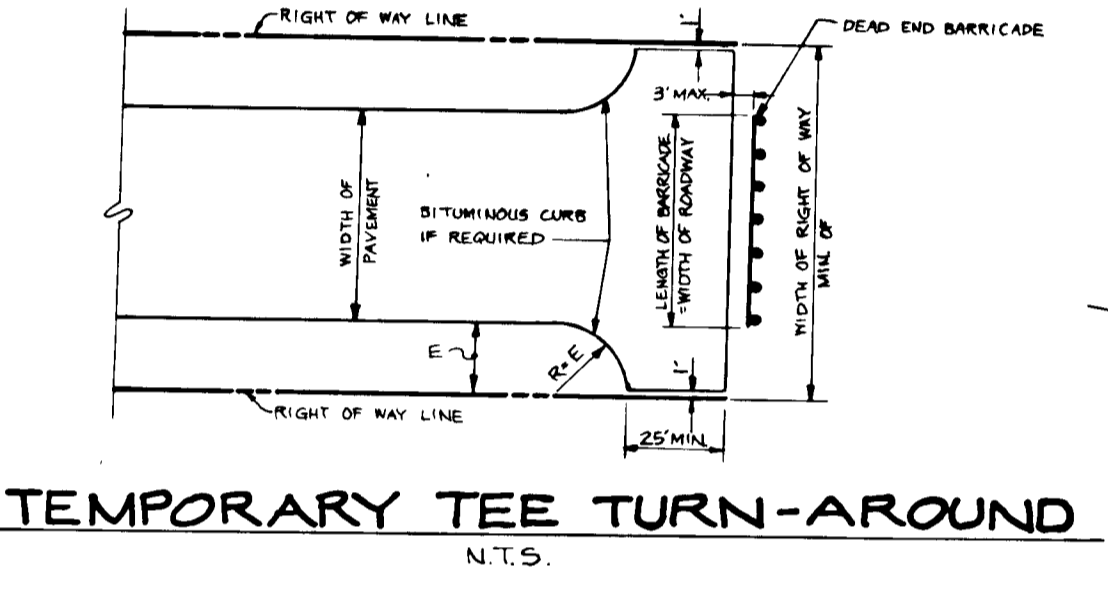 RIGHT OF WAY LINE
1'
DEAD END BARRICADE
3' MAX.
WIDTH OF
PAVEMENT
BITUMINOUS CURB
IF REQUIRED
LENGTH OF BARRICADE
=WIDTH OF ROADWAY
WIDTH OF RIGHT OF WAY
MIN. OF
E
R=E
1'
RIGHT OF WAY LINE
25' MIN.
TEMPORARY TEE TURN-AROUND
N.T.S.